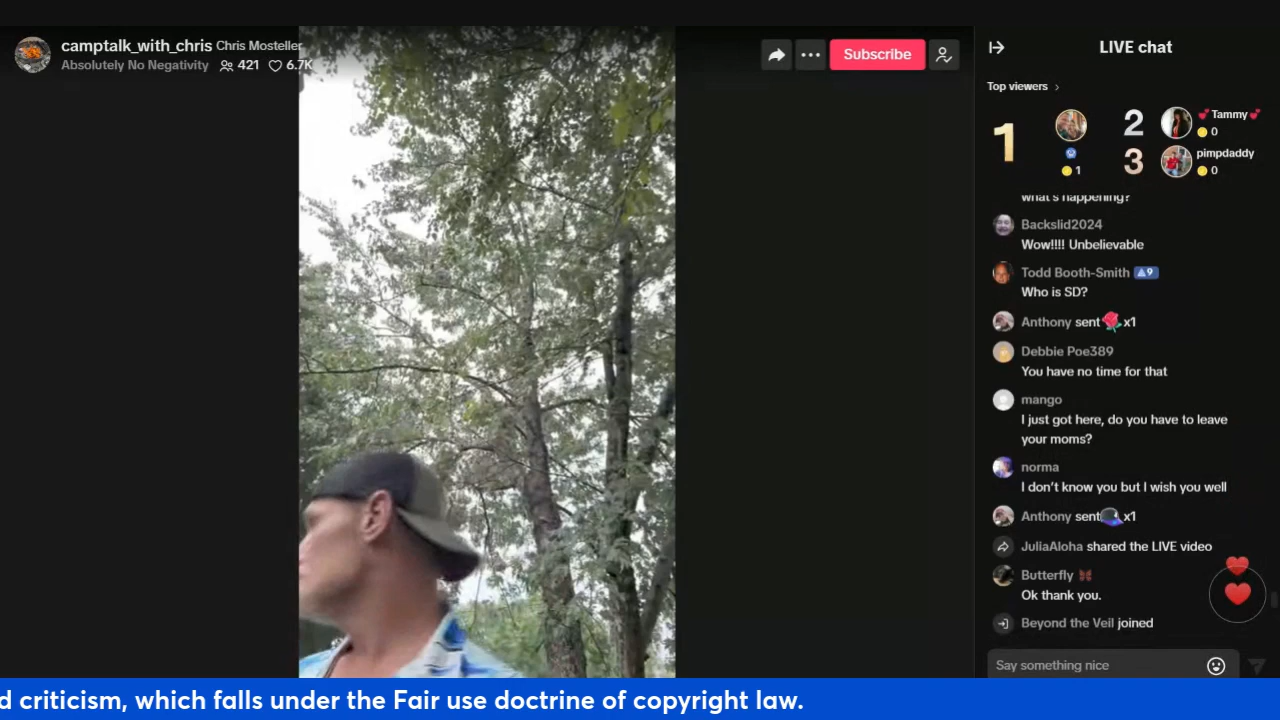 camptalk_with_chris Chris Mosteller
Absolutely No Negativity 421 6.7K
Subscribe
LIVE chat
Top viewers
1
1
2
Tammy
0
3
pimpdaddy
0
what's happening?
Backslid2024
Wow!!!! Unbelievable
Todd Booth-Smith 9
Who is SD?
Anthony sent x1
Debbie Poe389
You have no time for that
mango
I just got here, do you have to leave
your moms?
norma
I don't know you but I wish you well
Anthony sent x1
JuliaAloha shared the LIVE video
Butterfly
Ok thank you.
Beyond the Veil joined
Say something nice
d criticism, which falls under the Fair use doctrine of copyright law.